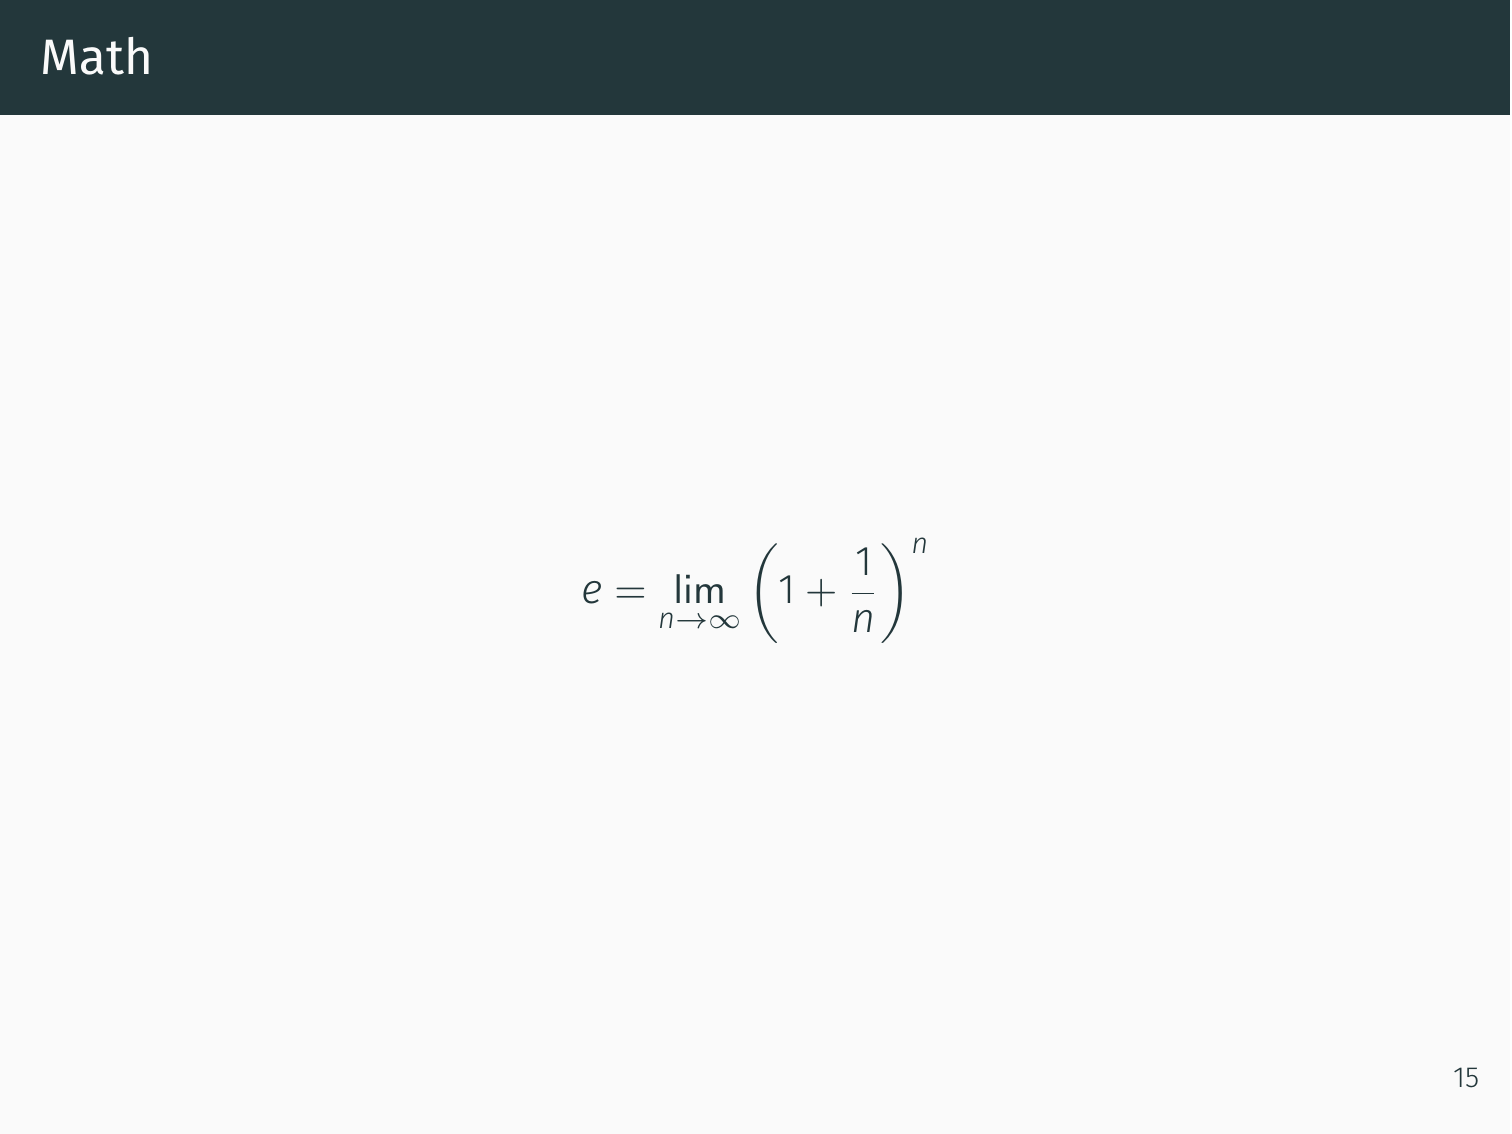 Math
e = lim_{n→∞} (1 + 1/n)^n
15